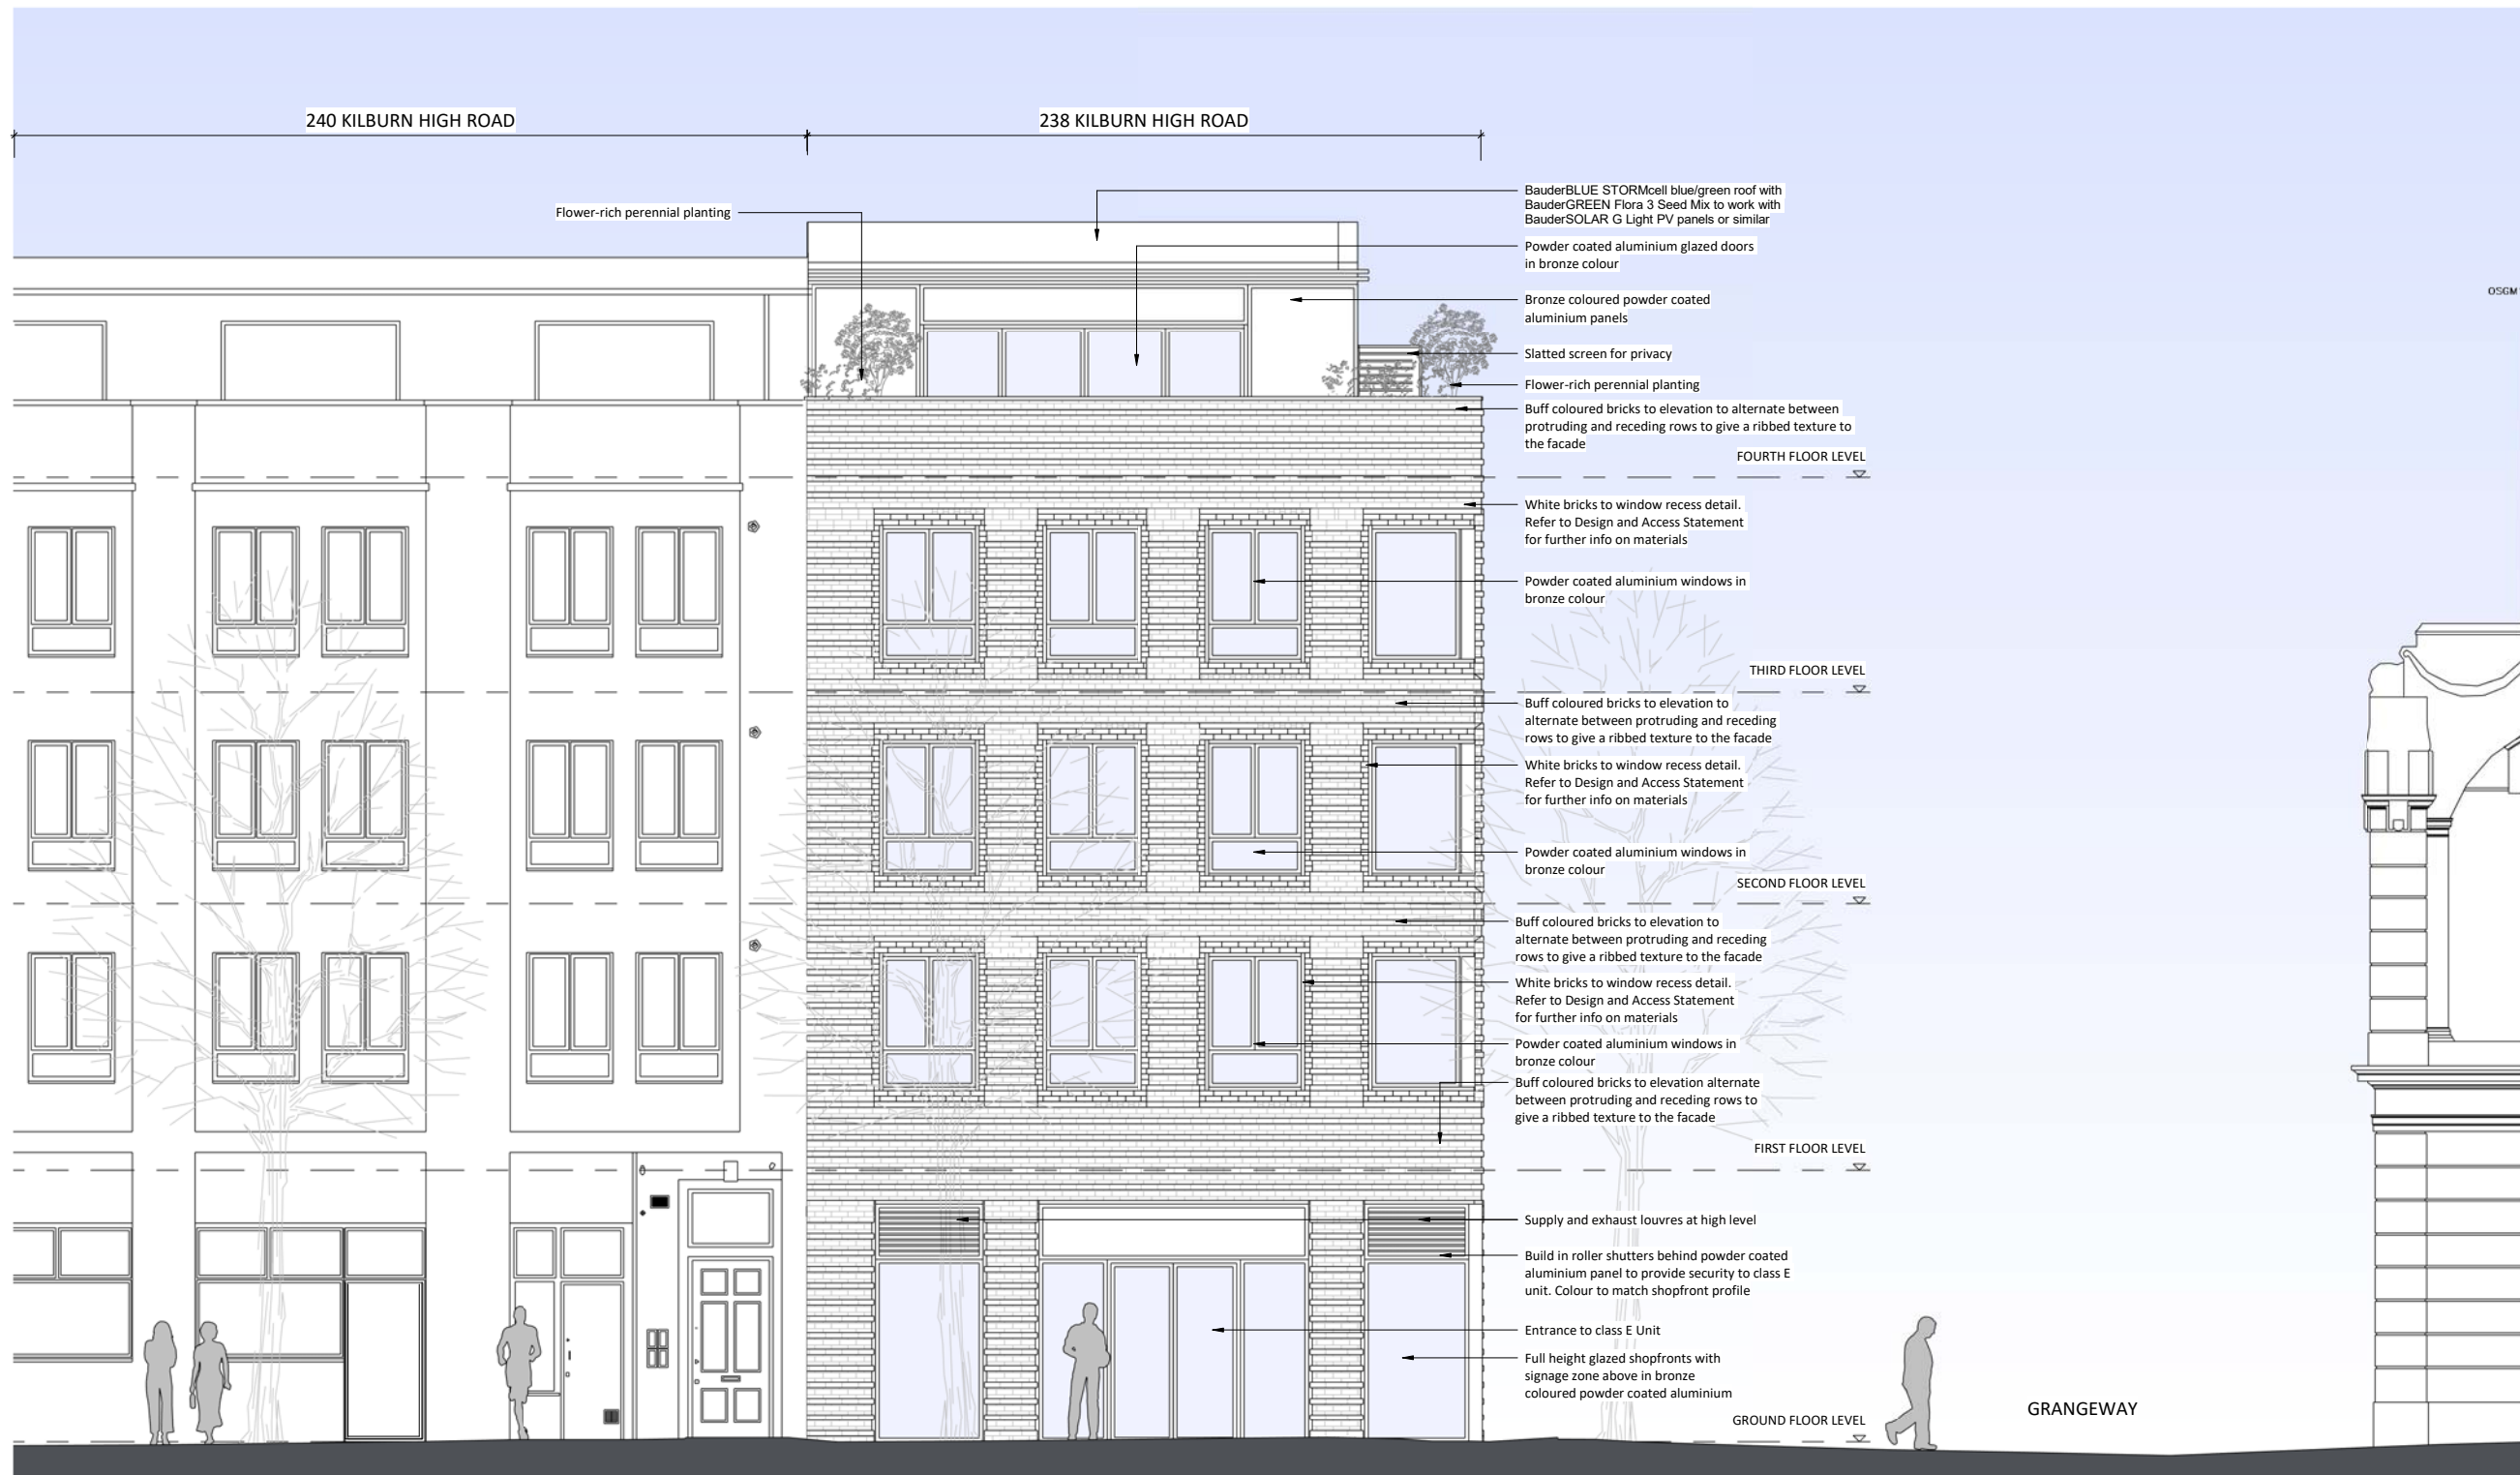 240 KILBURN HIGH ROAD
238 KILBURN HIGH ROAD
Flower-rich perennial planting
BauderBLUE STORMcell blue/green roof with
BauderGREEN Flora 3 Seed Mix to work with
BauderSOLAR G Light PV panels or similar
Powder coated aluminium glazed doors
in bronze colour
OSGM
Bronze coloured powder coated
aluminium panels
Slatted screen for privacy
Flower-rich perennial planting
Buff coloured bricks to elevation to alternate between
protruding and receding rows to give a ribbed texture to
the facade
FOURTH FLOOR LEVEL
White bricks to window recess detail.
Refer to Design and Access Statement
for further info on materials
Powder coated aluminium windows in
bronze colour
THIRD FLOOR LEVEL
Buff coloured bricks to elevation to
alternate between protruding and receding
rows to give a ribbed texture to the facade
White bricks to window recess detail.
Refer to Design and Access Statement
for further info on materials
Powder coated aluminium windows in
bronze colour
SECOND FLOOR LEVEL
Buff coloured bricks to elevation to
alternate between protruding and receding
rows to give a ribbed texture to the facade
White bricks to window recess detail.
Refer to Design and Access Statement
for further info on materials
Powder coated aluminium windows in
bronze colour
Buff coloured bricks to elevation alternate
between protruding and receding rows to
give a ribbed texture to the facade
FIRST FLOOR LEVEL
Supply and exhaust louvres at high level
Build in roller shutters behind powder coated
aluminium panel to provide security to class E
unit. Colour to match shopfront profile
Entrance to class E Unit
Full height glazed shopfronts with
signage zone above in bronze
coloured powder coated aluminium
GRANGEWAY
GROUND FLOOR LEVEL